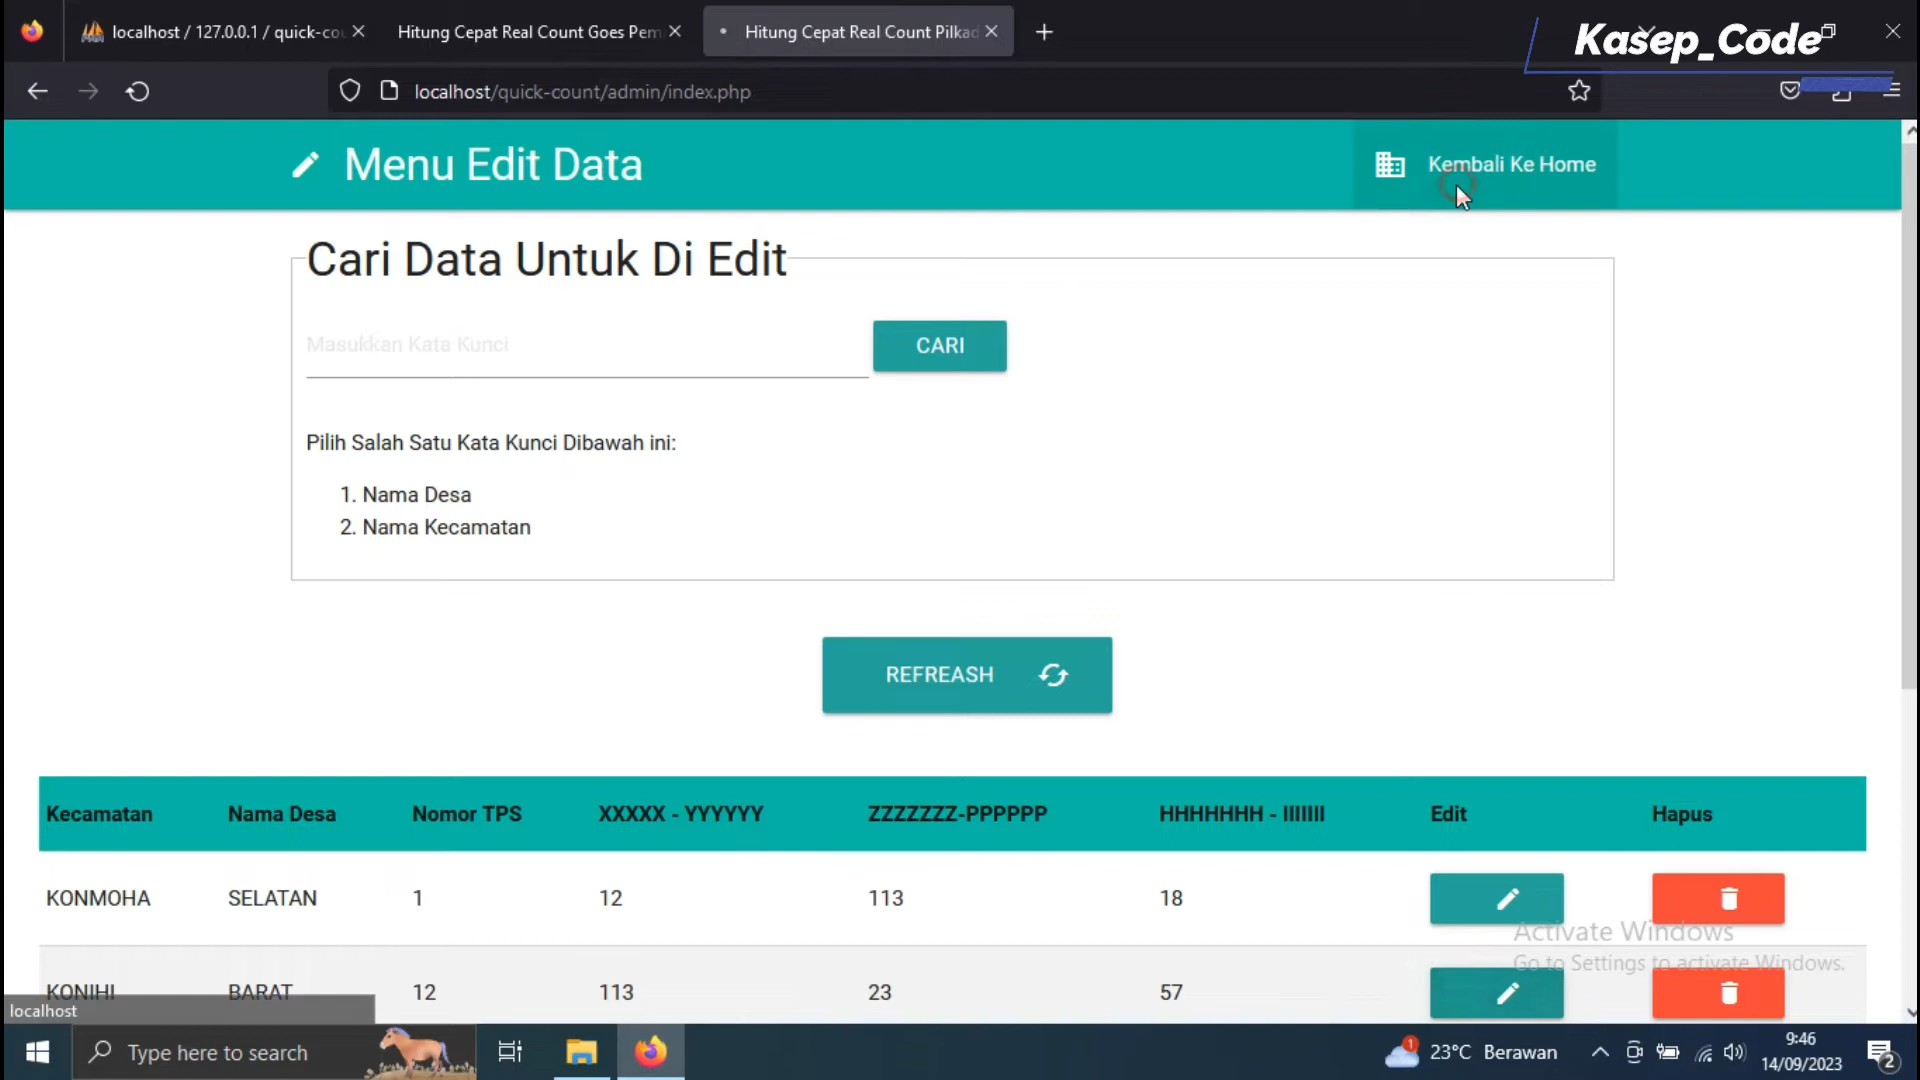 localhost / 127.0.0.1 / quick-cou
Hitung Cepat Real Count Goes Pem
Hitung Cepat Real Count Pilkad
Kasep_Code
localhost/quick-count/admin/index.php
Menu Edit Data
Kembali Ke Home
Cari Data Untuk Di Edit
Masukkan Kata Kunci
CARI
Pilih Salah Satu Kata Kunci Dibawah ini:
1. Nama Desa
2. Nama Kecamatan
REFREASH
Kecamatan Nama Desa Nomor TPS XXXXX - YYYYYY ZZZZZZZ-PPPPPP HHHHHHH - IIIIIII Edit Hapus
KONMOHA SELATAN 1 12 113 18
Activate Windows
Go to Settings to activate Windows.
KONIHI BARAT 12 113 23 57
localhost
Type here to search
1
23°C Berawan
9:46
14/09/2023
2